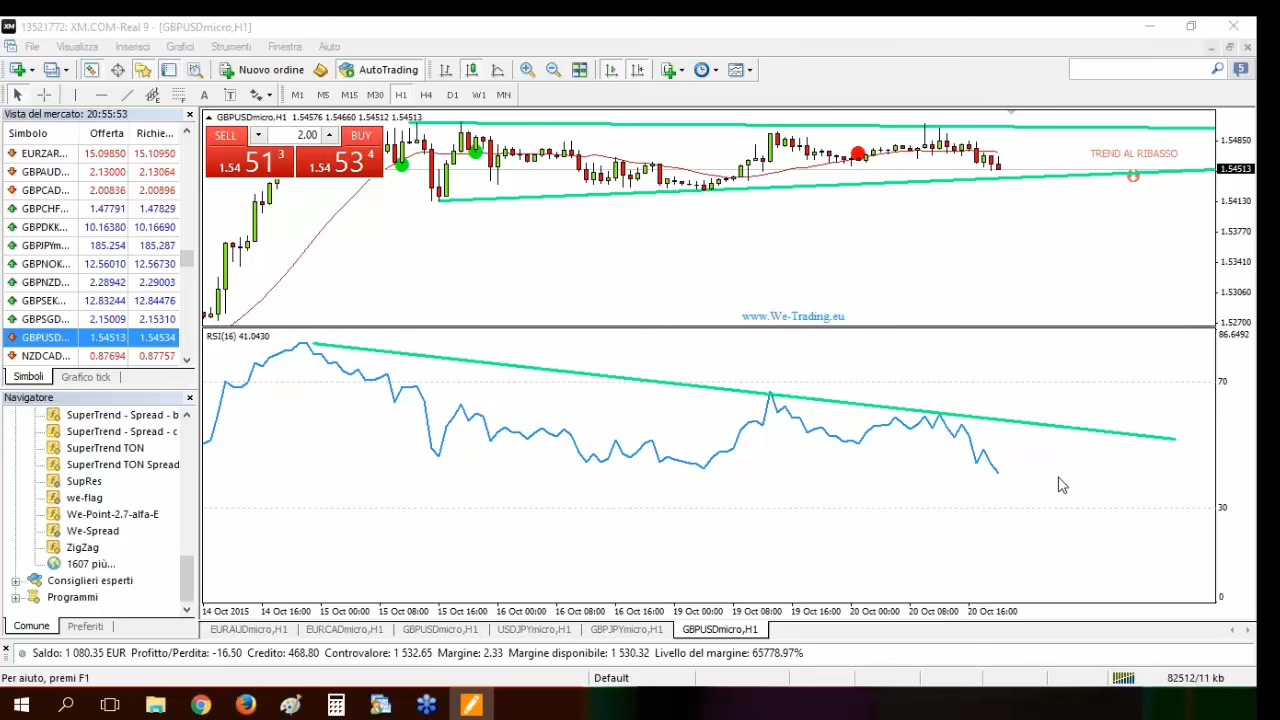 13521772: XM.COM-Real 9 - [GBPUSDmicro,H1]
File Visualizza Inserisci Grafici Strumenti Finestra Aiuto
Nuovo ordine AutoTrading 5
A T M1 M5 M15 M30 H1 H4 D1 W1 MN
Vista del mercato: 20:55:53
Simbolo Offerta Richie...
EURZAR... 15.09850 15.10950
GBPAUD... 2.13000 2.13064
GBPCAD... 2.00836 2.00896
GBPCHF... 1.47791 1.47829
GBPDKK... 10.16380 10.16690
GBPJPYm... 185.254 185.287
GBPNOK... 12.56010 12.56730
GBPNZD... 2.28942 2.29003
GBPSEK... 12.83244 12.84476
GBPSGD... 2.15009 2.15310
GBPUSD... 1.54513 1.54534
NZDCAD... 0.87694 0.87757
Simboli Grafico tick
Navigatore
SuperTrend - Spread - b
SuperTrend - Spread - c
SuperTrend TON
SuperTrend TON Spread
SupRes
we-flag
We-Point-2.7-alfa-E
We-Spread
ZigZag
1607 più...
Consiglieri esperti
Programmi
Comune Preferiti
GBPUSDmicro,H1 1.54576 1.54660 1.54512 1.54513
SELL 2.00 BUY
1.54 51 3 1.54 53 4
TREND AL RIBASSO
1.54850
1.54513
1.54130
1.53770
1.53410
1.53060
1.52700
www.We-Trading.eu
RSI(16) 41.0430
86.6492
70
30
0
14 Oct 2015 14 Oct 16:00 15 Oct 00:00 15 Oct 08:00 15 Oct 16:00 16 Oct 00:00 16 Oct 08:00 16 Oct 16:00 19 Oct 00:00 19 Oct 08:00 19 Oct 16:00 20 Oct 00:00 20 Oct 08:00 20 Oct 16:00
EURAUDmicro,H1 EURCADmicro,H1 GBPUSDmicro,H1 USDJPYmicro,H1 GBPJPYmicro,H1 GBPUSDmicro,H1
Saldo: 1 080.35 EUR Profitto/Perdita: -16.50 Credito: 468.80 Controvalore: 1 532.65 Margine: 2.33 Margine disponibile: 1 530.32 Livello del margine: 65778.97%
Per aiuto, premi F1 Default 82512/11 kb